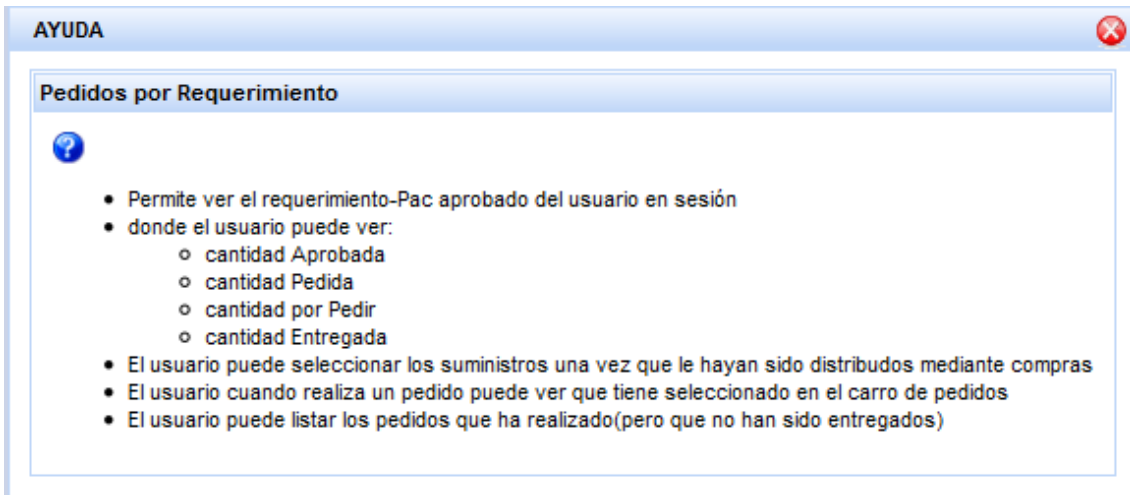 AYUDA
Pedidos por Requerimiento
• Permite ver el requerimiento-Pac aprobado del usuario en sesión
• donde el usuario puede ver:
○ cantidad Aprobada
○ cantidad Pedida
○ cantidad por Pedir
○ cantidad Entregada
• El usuario puede seleccionar los suministros una vez que le hayan sido distribudos mediante compras
• El usuario cuando realiza un pedido puede ver que tiene seleccionado en el carro de pedidos
• El usuario puede listar los pedidos que ha realizado(pero que no han sido entregados)